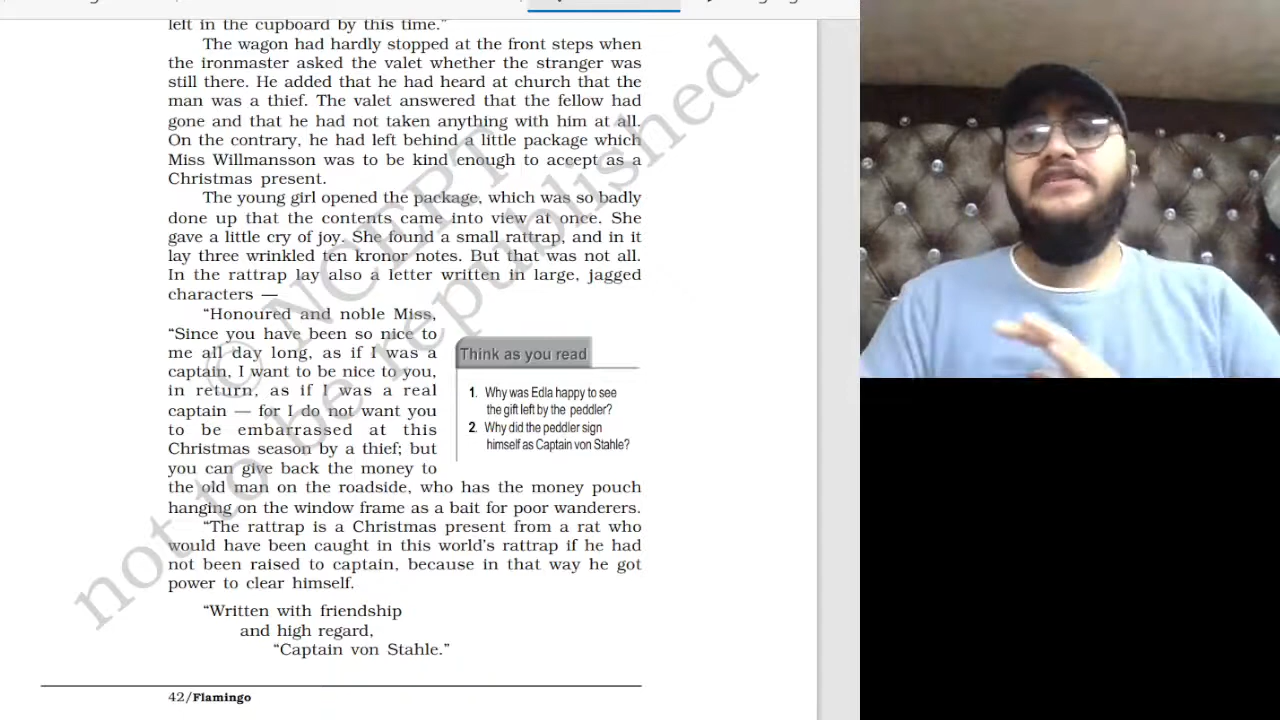 left in the cupboard by this time."
The wagon had hardly stopped at the front steps when
the ironmaster asked the valet whether the stranger was
still there. He added that he had heard at church that the
man was a thief. The valet answered that the fellow had
gone and that he had not taken anything with him at all.
On the contrary, he had left behind a little package which
Miss Willmansson was to be kind enough to accept as a
Christmas present.
The young girl opened the package, which was so badly
done up that the contents came into view at once. She
gave a little cry of joy. She found a small rattrap, and in it
lay three wrinkled ten kronor notes. But that was not all.
In the rattrap lay also a letter written in large, jagged
characters —
"Honoured and noble Miss,
"Since you have been so nice to
me all day long, as if I was a
captain, I want to be nice to you,
in return, as if I was a real
captain — for I do not want you
to be embarrassed at this
Christmas season by a thief; but
you can give back the money to
the old man on the roadside, who has the money pouch
hanging on the window frame as a bait for poor wanderers.
"The rattrap is a Christmas present from a rat who
would have been caught in this world's rattrap if he had
not been raised to captain, because in that way he got
power to clear himself.
"Written with friendship
and high regard,
"Captain von Stahle."
Think as you read
1. Why was Edla happy to see
the gift left by the peddler?
2. Why did the peddler sign
himself as Captain von Stahle?
42/Flamingo
© NCERT
not to be republished